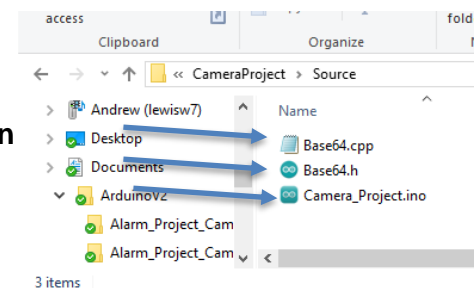 access
fold
Clipboard
Organize
« CameraProject › Source
Andrew (lewisw7)
Name
n
Desktop
Base64.cpp
Documents
Base64.h
ArduinoV2
Camera_Project.ino
Alarm_Project_Cam
Alarm_Project_Cam
3 items